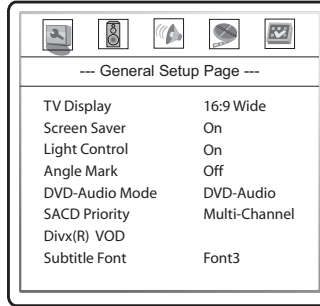 --- General Setup Page ---
TV Display 16:9 Wide
Screen Saver On
Light Control On
Angle Mark Off
DVD-Audio Mode DVD-Audio
SACD Priority Multi-Channel
Divx(R) VOD
Subtitle Font Font3